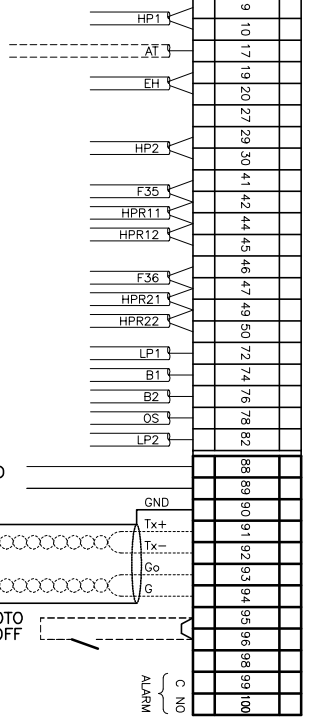 HP1
9
10
AT
17
EH
19
20
27
HP2
29
30
F35
41
42
HPR11
44
HPR12
45
F36
46
47
HPR21
49
HPR22
50
LP1
72
B1
74
B2
76
OS
78
LP2
82
88
89
GND
90
Tx+
91
Tx-
92
Go
93
G
94
OTO
95
OFF
96
98
ALARM
C
99
NO
100